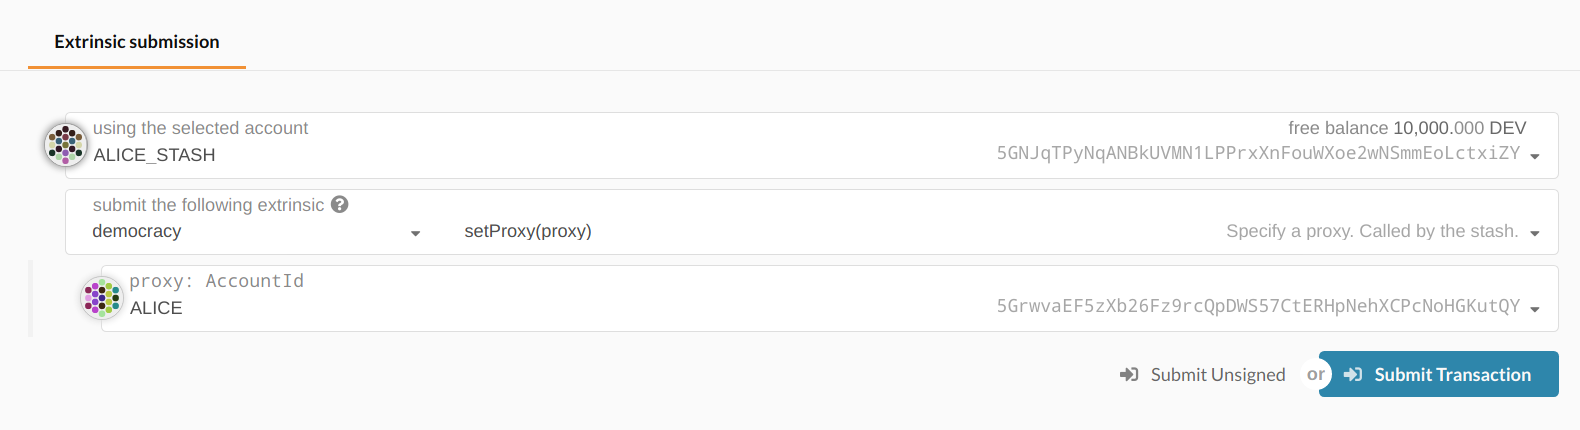 Extrinsic submission
using the selected account
free balance 10,000.000 DEV
ALICE_STASH
5GNJqTPyNqANBkUVMN1LPPrxXnFouWXoe2wNSmmEoLctxiZY
submit the following extrinsic ?
democracy
setProxy(proxy)
Specify a proxy. Called by the stash.
proxy: AccountId
ALICE
5GrwvaEF5zXb26Fz9rcQpDWS57CtERHpNehXCPcNoHGKutQY
Submit Unsigned
or
Submit Transaction